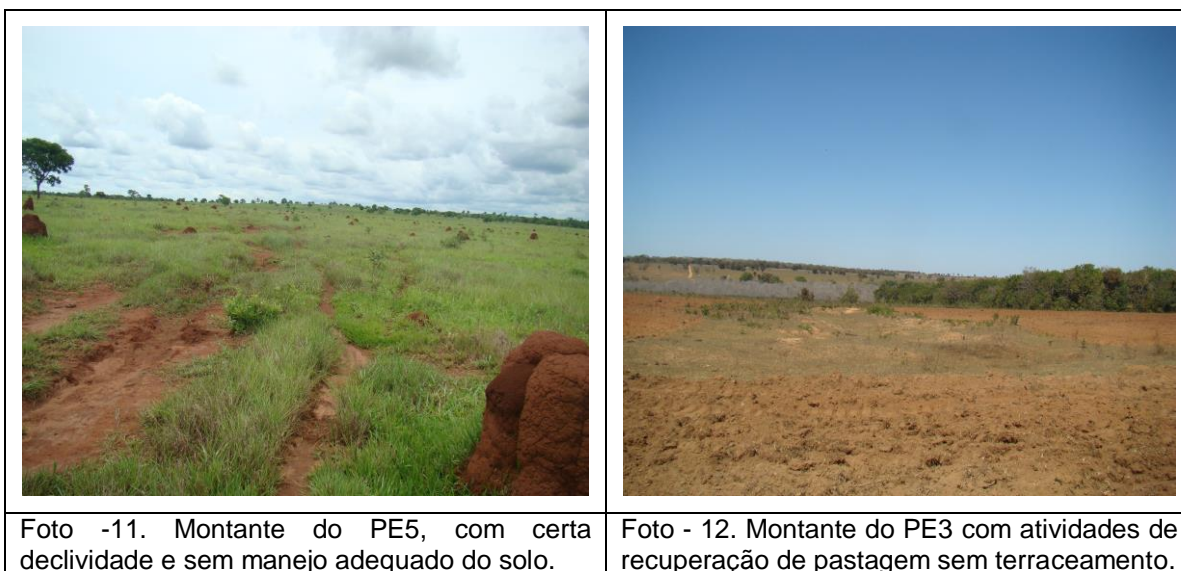 Foto -11. Montante do PE5, com certa
declividade e sem manejo adequado do solo.
Foto - 12. Montante do PE3 com atividades de
recuperação de pastagem sem terraceamento.